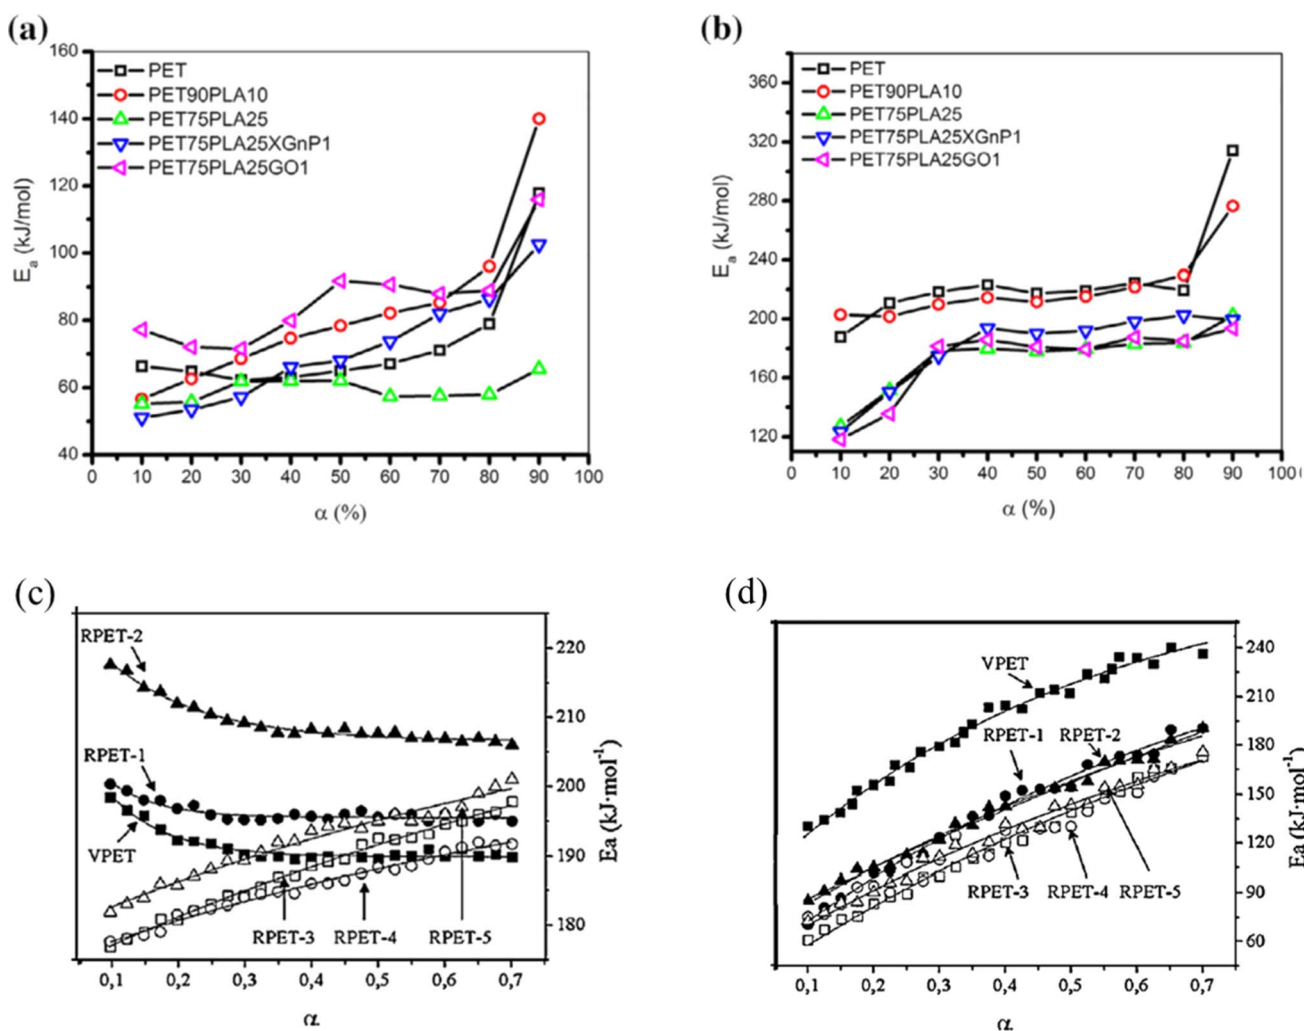 (a)
160
140
120
100
80
60
40
E_a (kJ/mol)
PET
PET90PLA10
PET75PLA25
PET75PLA25XGnP1
PET75PLA25GO1
0 10 20 30 40 50 60 70 80 90 100
α (%)
(b)
360
320
280
240
200
160
120
E_a (kJ/mol)
PET
PET90PLA10
PET75PLA25
PET75PLA25XGnP1
PET75PLA25GO1
0 10 20 30 40 50 60 70 80 90 100
α (%)
(c)
RPET-2
RPET-1
VPET
RPET-3 RPET-4 RPET-5
220
210
200
190
180
Ea (kJ·mol⁻¹)
0,1 0,2 0,3 0,4 0,5 0,6 0,7
α
(d)
VPET
RPET-1 RPET-2
RPET-3 RPET-4 RPET-5
240
210
180
150
120
90
60
Ea (kJ·mol⁻¹)
0,1 0,2 0,3 0,4 0,5 0,6 0,7
α